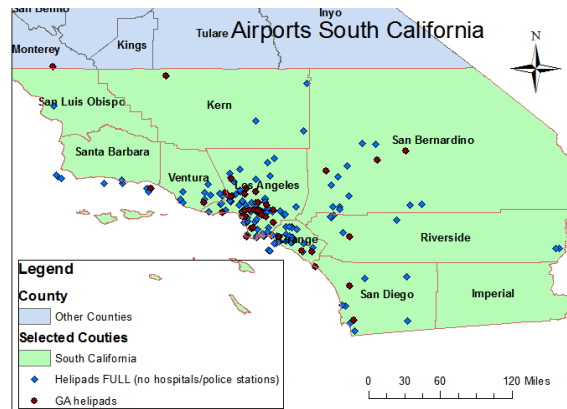 San Benito
Inyo
Airports South California
Tulare
Kings
Monterey
N
San Luis Obispo
Kern
San Bernardino
Santa Barbara
Ventura
Los Angeles
Orange
Riverside
San Diego
Imperial
Legend
County
Other Counties
Selected Couties
South California
Helipads FULL (no hospitals/police stations)
GA helipads
0 30 60 120 Miles